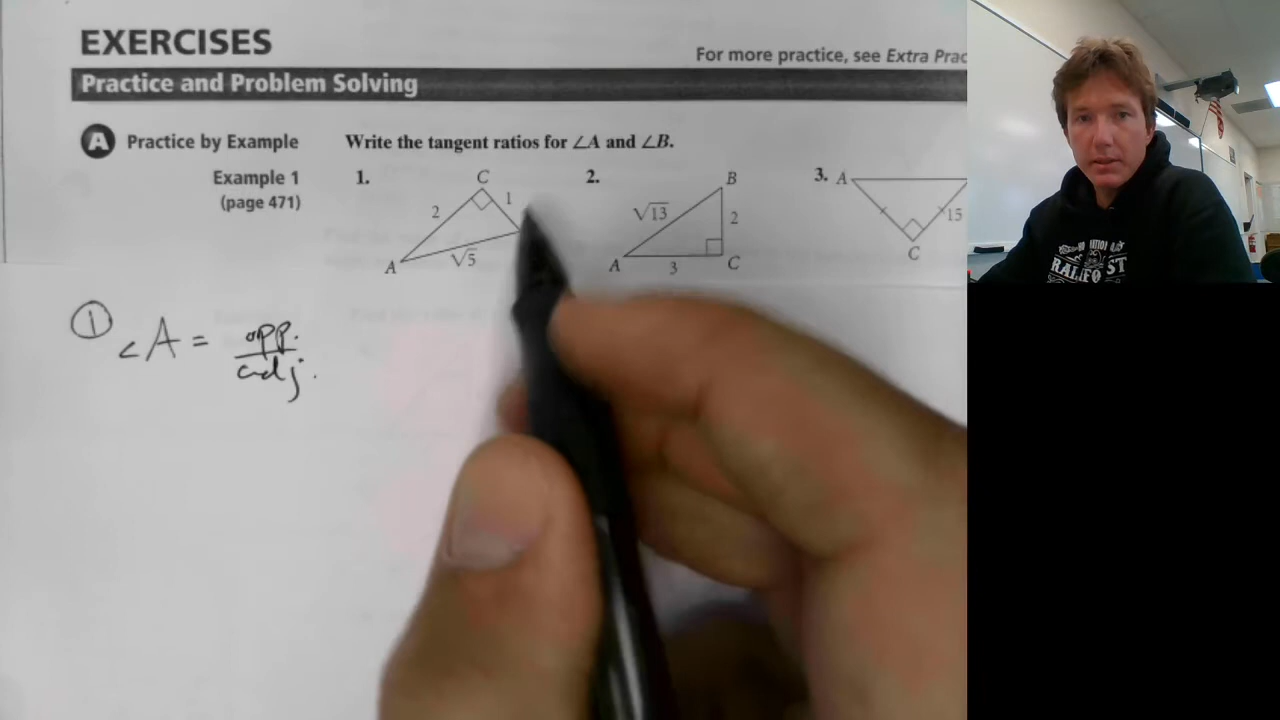 EXERCISES
For more practice, see Extra Prac
Practice and Problem Solving
A Practice by Example
Write the tangent ratios for ∠A and ∠B.
Example 1
(page 471)
1.
C
2
1
A
√5
2.
B
√13
2
A
3
C
3.
A
15
C
① ∠A = opp.
adj.